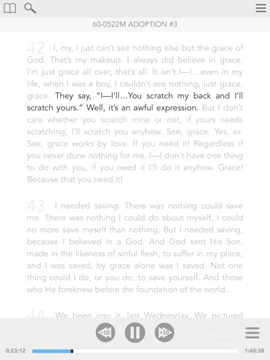 60-0522M ADOPTION #3
42 I, my, I just can't see nothing else but the grace of
God. That's my makeup. I always did believe in grace.
I'm just grace all over, that's all. It isn't I—I...even in my
life, when I was a boy, I couldn't see nothing, just grace,
grace. They say, "I—I'll...You scratch my back and I'll
scratch yours." Well, it's an awful expression. But I don't
care whether you scratch mine or not, if yours needs
scratching, I'll scratch you anyhow. See, grace. Yes, sir.
See, grace works by love. If you need it! Regardless if
you never done nothing for me, I—I don't have one thing
to do with you, if you need it I'll do it anyhow. Grace!
Because that you need it!
43 I needed saving. There was nothing could save
me. There was nothing I could do about myself, I could
no more save myself than nothing. But I needed saving,
because I believed in a God. And God sent His Son,
made in the likeness of sinful flesh, to suffer in my place,
and I was saved, by grace alone was I saved. Not one
thing could I do, or you do, to save yourself. And those
who He foreknew before the foundation of the world...
44 We been into it, last Wednesday. We pictured
0:23:12
1:40:38